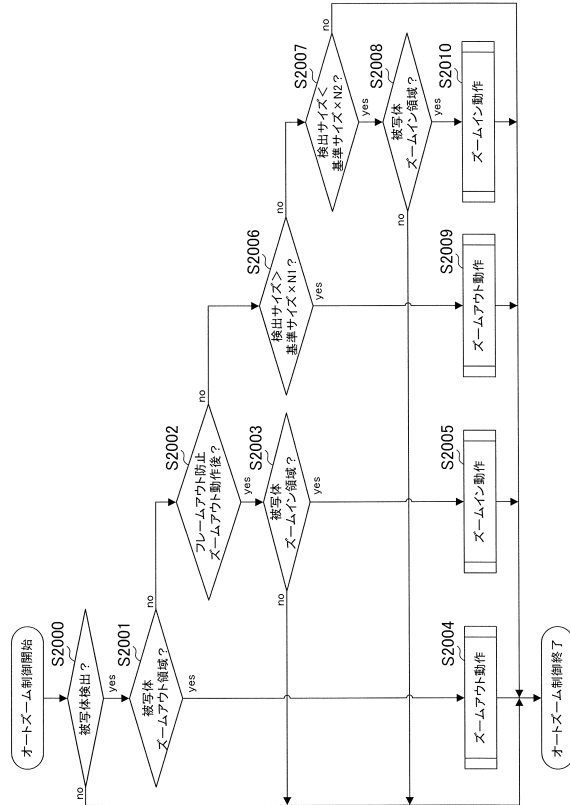 オートズーム制御開始
S2000
被写体検出？
no
yes
S2001
被写体
ズームアウト領域？
no
yes
S2002
フレームアウト防止
ズームアウト動作後？
no
yes
S2003
被写体
ズームイン領域？
no
yes
S2006
検出サイズ＞
基準サイズ×N1？
no
yes
S2007
検出サイズ＜
基準サイズ×N2？
no
yes
S2008
被写体
ズームイン領域？
no
yes
S2004
ズームアウト動作
S2005
ズームイン動作
S2009
ズームアウト動作
S2010
ズームイン動作
オートズーム制御終了